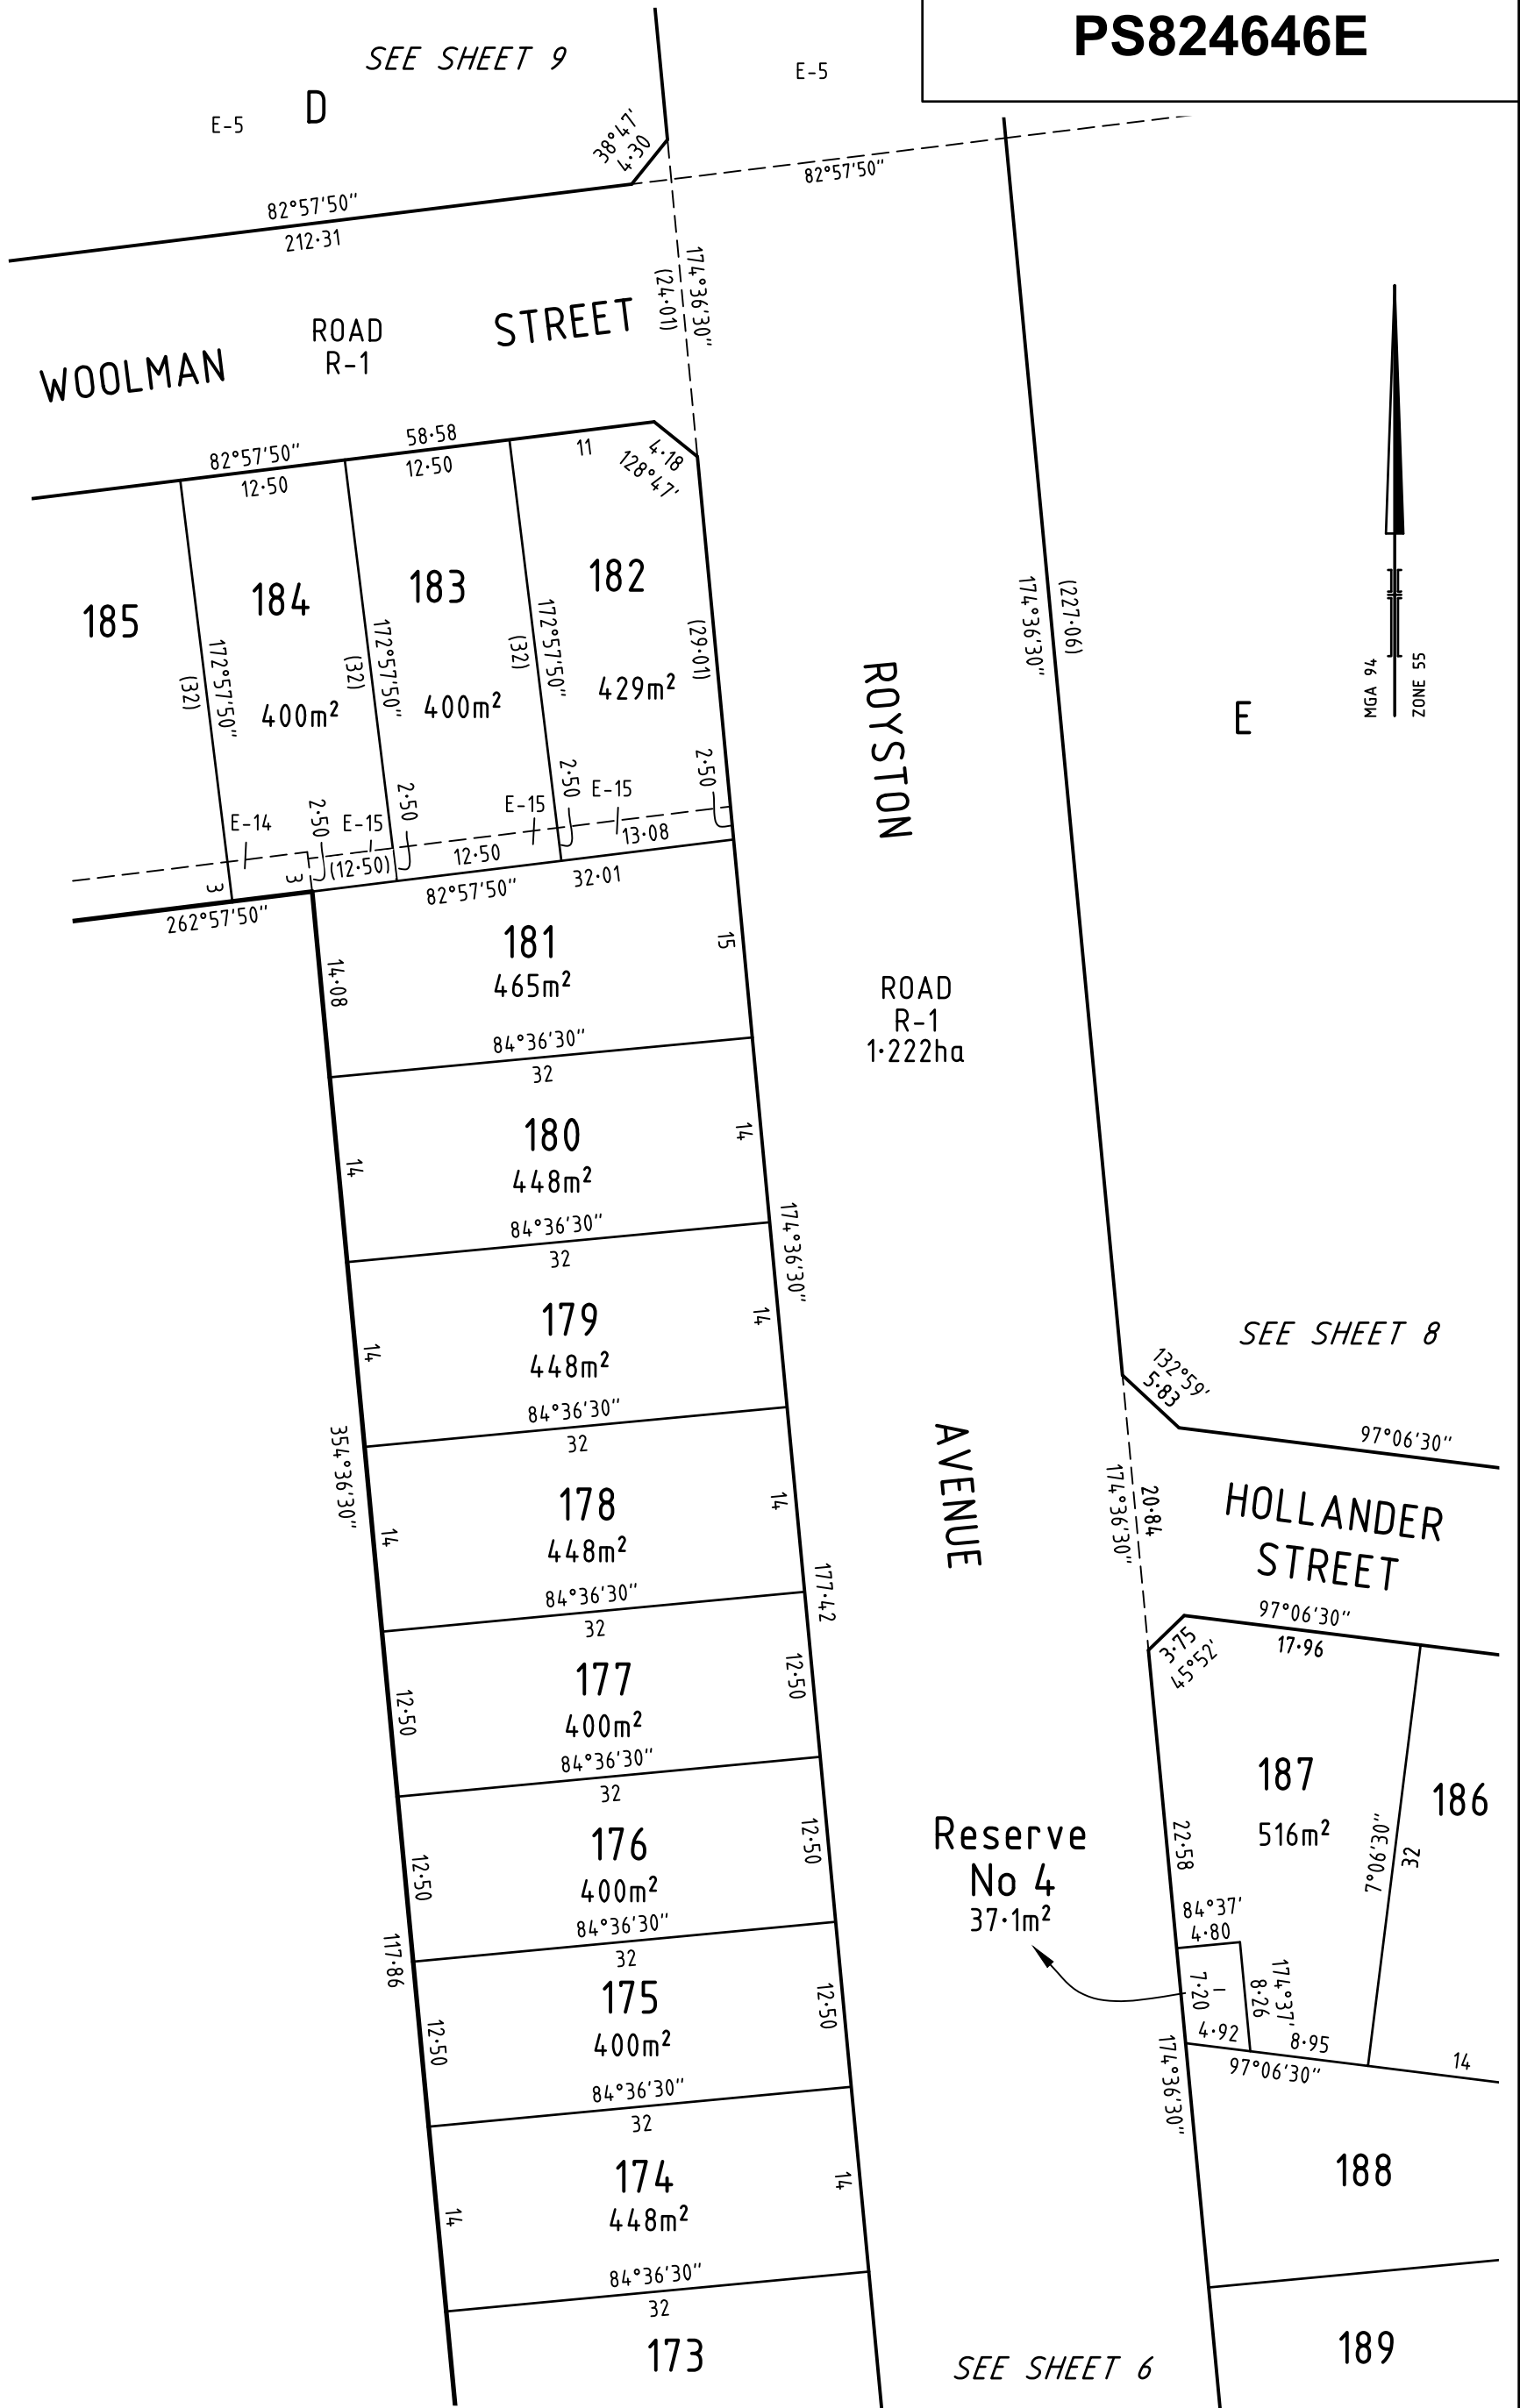 PS824646E
SEE SHEET 9
D
E-5
E-5
38°47'
4·30
82°57'50"
82°57'50"
212·31
174°36'30"
(24·01)
WOOLMAN STREET
ROAD
R-1
82°57'50"
58·58
12·50
12·50
11
4·18
128°47'
185
184
400m²
183
400m²
182
429m²
172°57'50"
(32)
172°57'50"
(32)
172°57'50"
(32)
(29·01)
2·50
2·50
2·50
2·50
E-14
E-15
E-15
E-15
3
3
(12·50)
12·50
13·08
262°57'50"
82°57'50"
32·01
ROYSTON
AVENUE
174°36'30"
(227·06)
E
MGA 94
ZONE 55
181
465m²
14·08
15
84°36'30"
32
ROAD
R-1
1·222ha
180
448m²
14
14
84°36'30"
32
174°36'30"
179
448m²
14
14
84°36'30"
32
354°36'30"
178
448m²
14
14
84°36'30"
32
177·42
177
400m²
12·50
12·50
84°36'30"
32
176
400m²
12·50
12·50
84°36'30"
32
117·86
175
400m²
12·50
12·50
84°36'30"
32
174
448m²
14
14
84°36'30"
32
173
SEE SHEET 8
132°59'
5·83
97°06'30"
174°36'30"
20·84
HOLLANDER
STREET
97°06'30"
17·96
3·75
45°52'
187
516m²
186
22·58
7°06'30"
32
Reserve
No 4
37·1m²
84°37'
4·80
7·20
174°37'
8·26
4·92
8·95
97°06'30"
14
174°36'30"
188
189
SEE SHEET 6